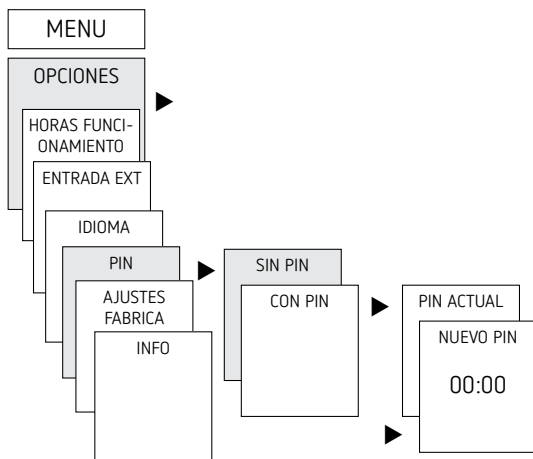 MENU
OPCIONES
HORAS FUNCI-
ONAMIENTO
ENTRADA EXT
IDIOMA
PIN
AJUSTES
FABRICA
INFO
SIN PIN
CON PIN
PIN ACTUAL
NUEVO PIN
00:00